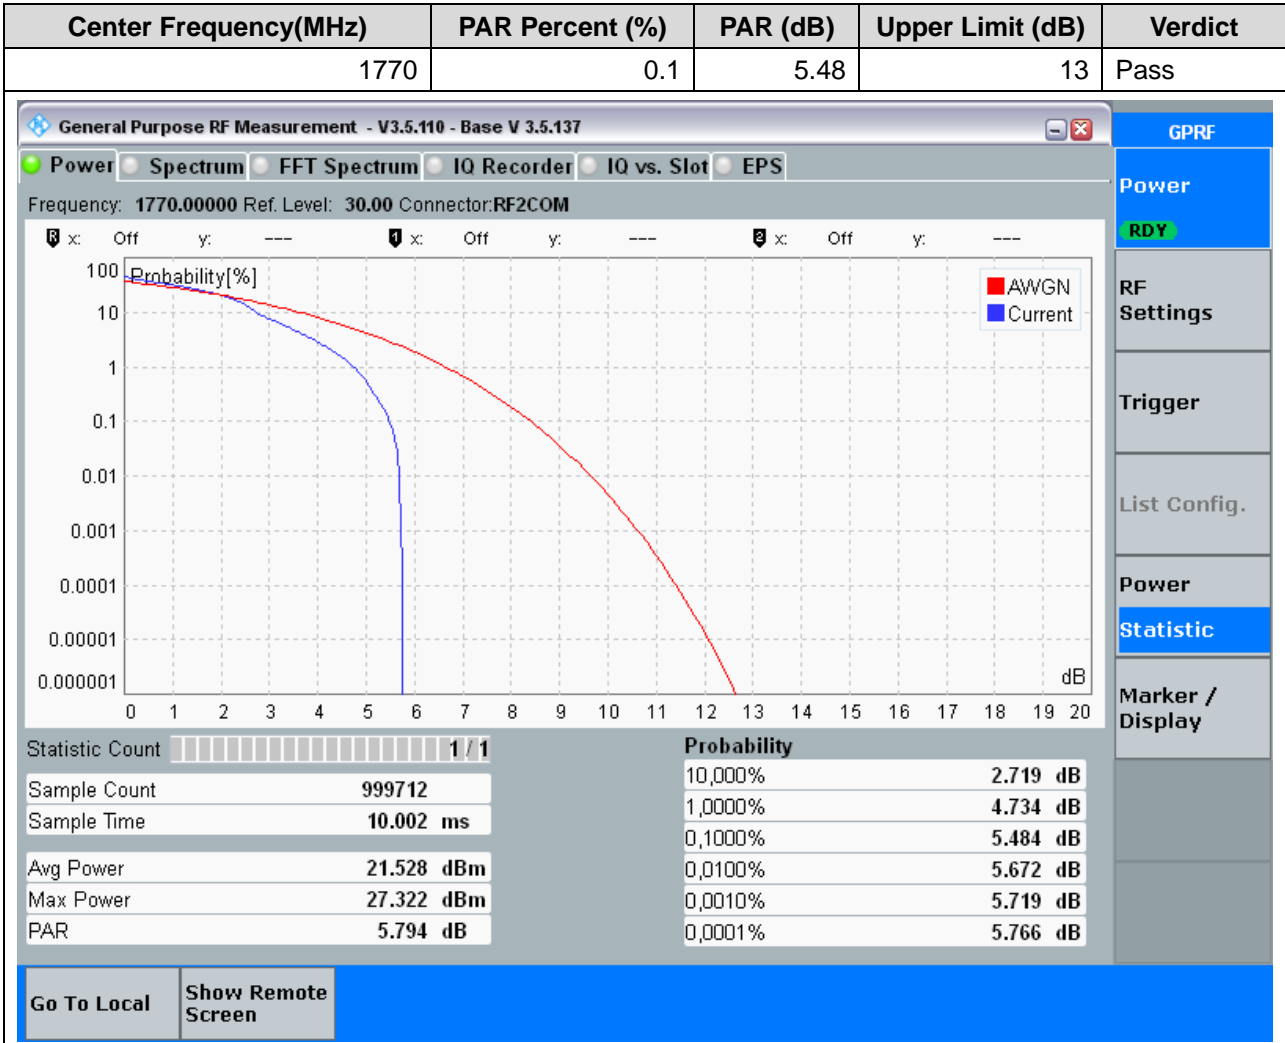 Center Frequency(MHz) PAR Percent (%) PAR (dB) Upper Limit (dB) Verdict
1770 0.1 5.48 13 Pass
General Purpose RF Measurement - V3.5.110 - Base V 3.5.137
GPRF
Power Spectrum FFT Spectrum IQ Recorder IQ vs. Slot EPS
Frequency: 1770.00000 Ref. Level: 30.00 Connector:RF2COM
R x: Off y: --- 1 x: Off y: --- 2 x: Off y: ---
Probability[%]
AWGN
Current
100
10
1
0.1
0.01
0.001
0.0001
0.00001
0.000001
dB
0 1 2 3 4 5 6 7 8 9 10 11 12 13 14 15 16 17 18 19 20
Statistic Count 1 / 1
Sample Count 999712
Sample Time 10.002 ms
Avg Power 21.528 dBm
Max Power 27.322 dBm
PAR 5.794 dB
Probability
10,000% 2.719 dB
1,0000% 4.734 dB
0,1000% 5.484 dB
0,0100% 5.672 dB
0,0010% 5.719 dB
0,0001% 5.766 dB
Power
RDY
RF
Settings
Trigger
List Config.
Power
Statistic
Marker /
Display
Go To Local
Show Remote
Screen